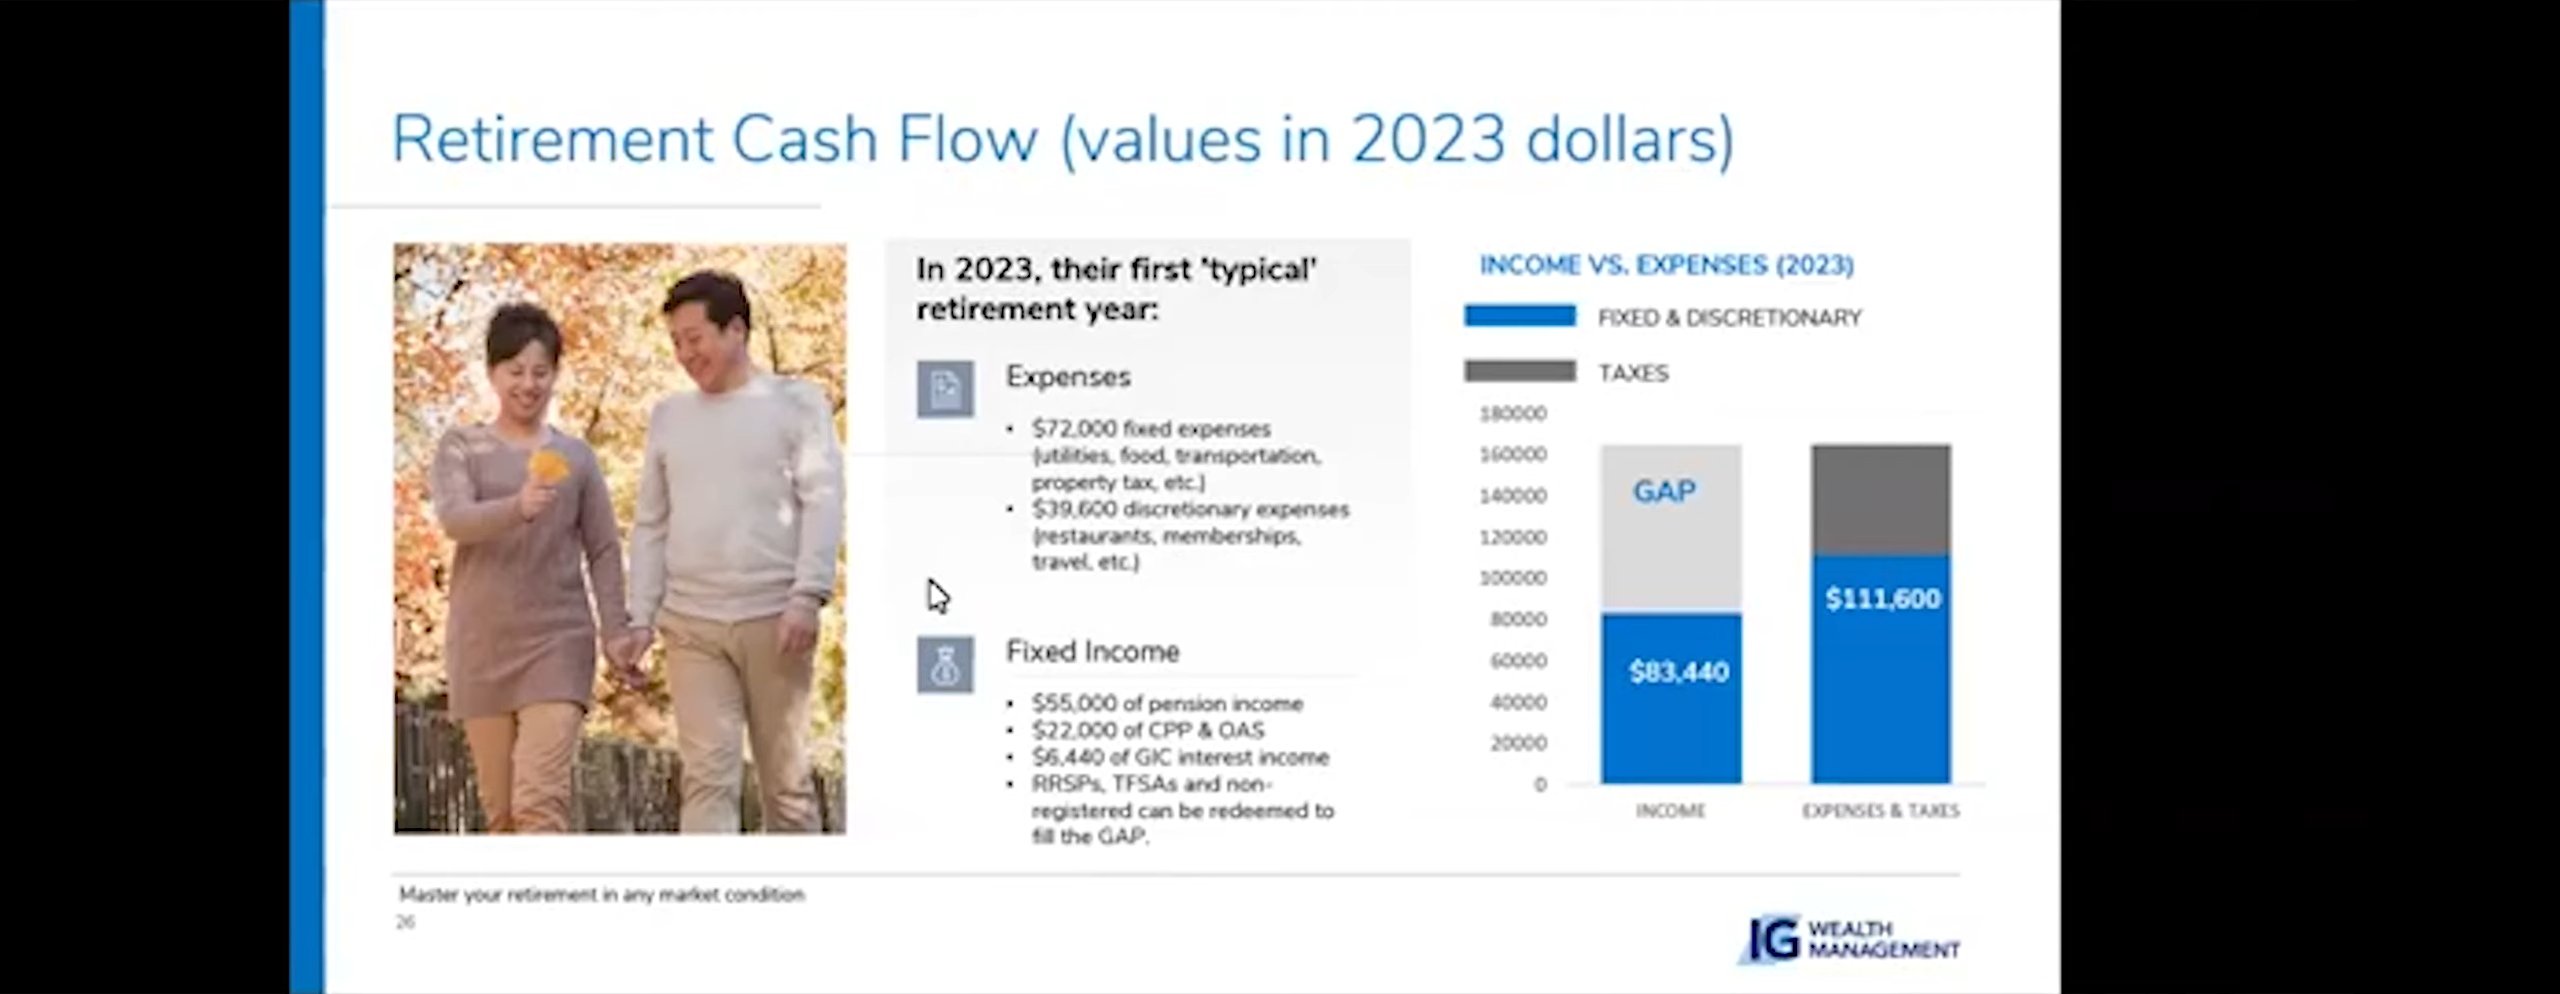 Retirement Cash Flow (values in 2023 dollars)
In 2023, their first 'typical'
retirement year:
Expenses
• $72,000 fixed expenses
(utilities, food, transportation,
property tax, etc.)
• $39,600 discretionary expenses
(restaurants, memberships,
travel, etc.)
Fixed Income
• $55,000 of pension income
• $22,000 of CPP & OAS
• $6,440 of GIC interest income
• RRSPs, TFSAs and non-
registered can be redeemed to
fill the GAP.
INCOME VS. EXPENSES (2023)
FIXED & DISCRETIONARY
TAXES
180000
160000
140000
120000
100000
80000
60000
40000
20000
0
GAP
$83,440
$111,600
INCOME
EXPENSES & TAXES
Master your retirement in any market condition
26
IG WEALTH
MANAGEMENT